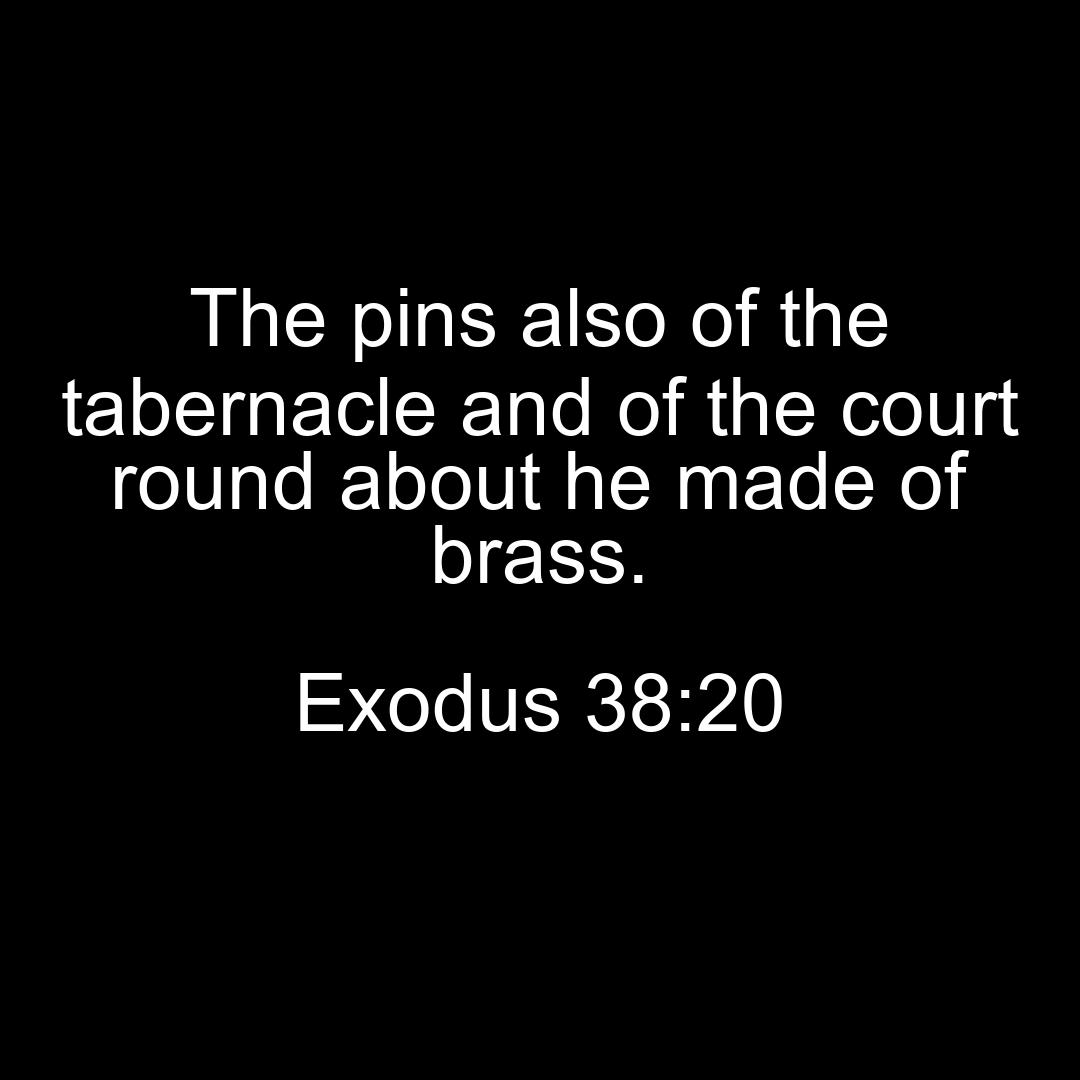 The pins also of the
tabernacle and of the court
round about he made of
brass.
Exodus 38:20